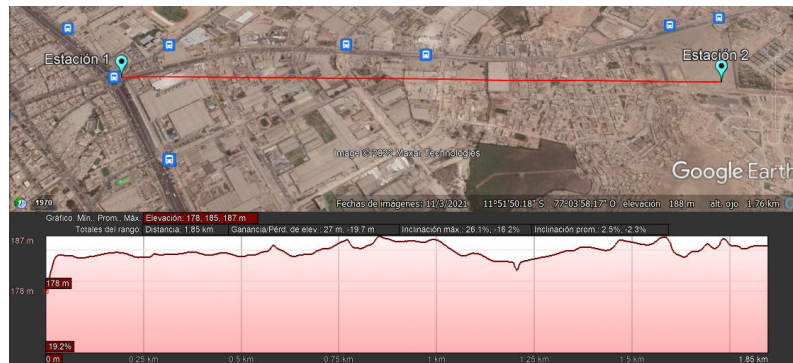 Estación 1
Estación 2
Image © 2022 Maxar Technologies
Google Earth
1970
Fechas de imágenes: 11/3/2021 11°51'50.18" S 77°03'58.17" O elevación 188 m alt. ojo 1.76 km
Gráfico. Mín., Prom., Máx. Elevación: 178, 185, 187 m
Totales del rango: Distancia: 1.85 km Ganancia/Pérd. de elev.: 27 m, -19.7 m Inclinación máx.: 26.1%, -16.2% Inclinación prom.: 2.5%, -2.3%
187 m
178 m
178 m
19.2%
0 m 0.25 km 0.5 km 0.75 km 1 km 1.25 km 1.5 km 1.85 km